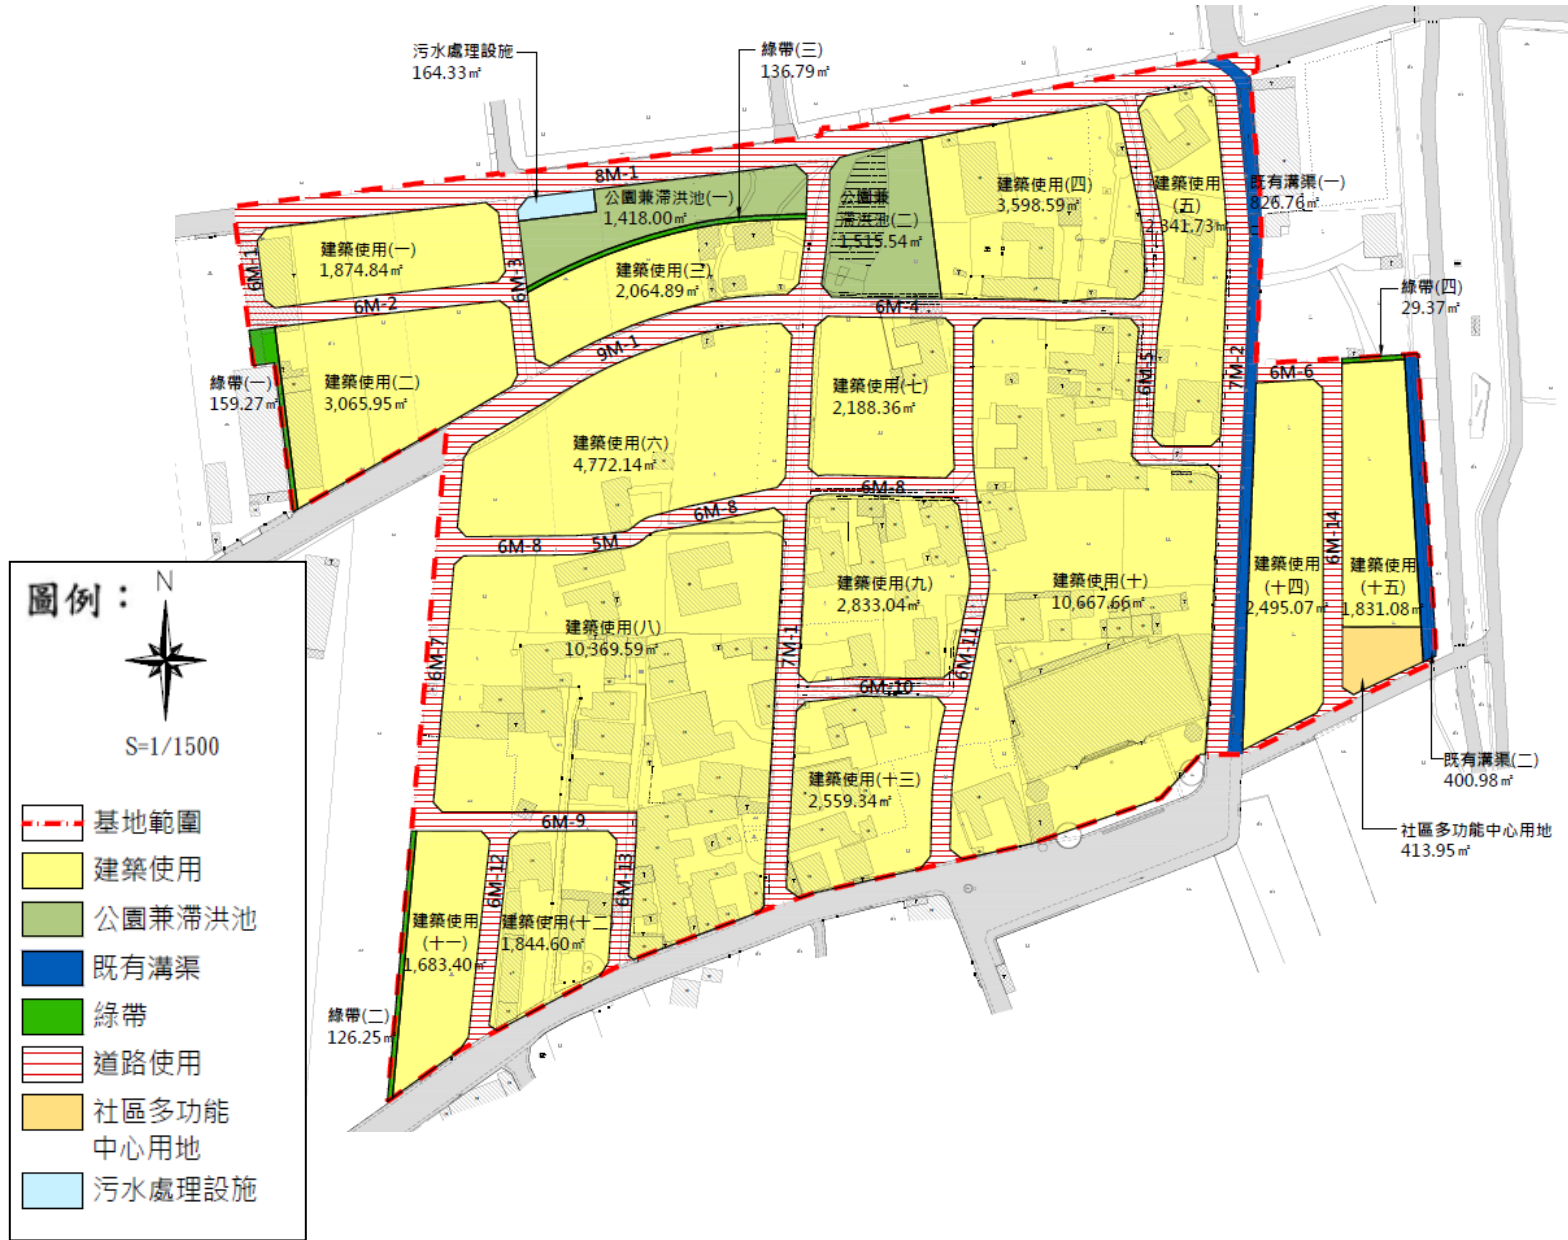 污水處理設施
164.33㎡
綠帶(三)
136.79㎡
8M-1
公園兼滯洪池(一)
1,418.00㎡
公園兼
滯洪池(二)
1,515.54㎡
建築使用(四)
3,598.59㎡
建築使用
(五)
2,341.73㎡
既有溝渠(一)
826.76㎡
建築使用(一)
1,874.84㎡
6M-1
6M-2
6M-3
建築使用(三)
2,064.89㎡
6M-4
9M-1
綠帶(四)
29.37㎡
綠帶(一)
159.27㎡
建築使用(二)
3,065.95㎡
建築使用(七)
2,188.36㎡
6M-5
7M-2
6M-6
建築使用(六)
4,772.14㎡
6M-8
6M-8
6M-8
5M
建築使用(九)
2,833.04㎡
建築使用(十)
10,667.66㎡
6M-14
建築使用
(十四)
2,495.07㎡
建築使用
(十五)
1,831.08㎡
建築使用(八)
10,369.59㎡
6M-7
7M-1
6M-11
6M-10
建築使用(十三)
2,559.34㎡
既有溝渠(二)
400.98㎡
社區多功能中心用地
413.95㎡
6M-9
6M-12
6M-13
建築使用
(十一)
1,683.40㎡
建築使用(十二
1,844.60㎡
綠帶(二)
126.25㎡
圖例：
N
S=1/1500
基地範圍
建築使用
公園兼滯洪池
既有溝渠
綠帶
道路使用
社區多功能
中心用地
污水處理設施